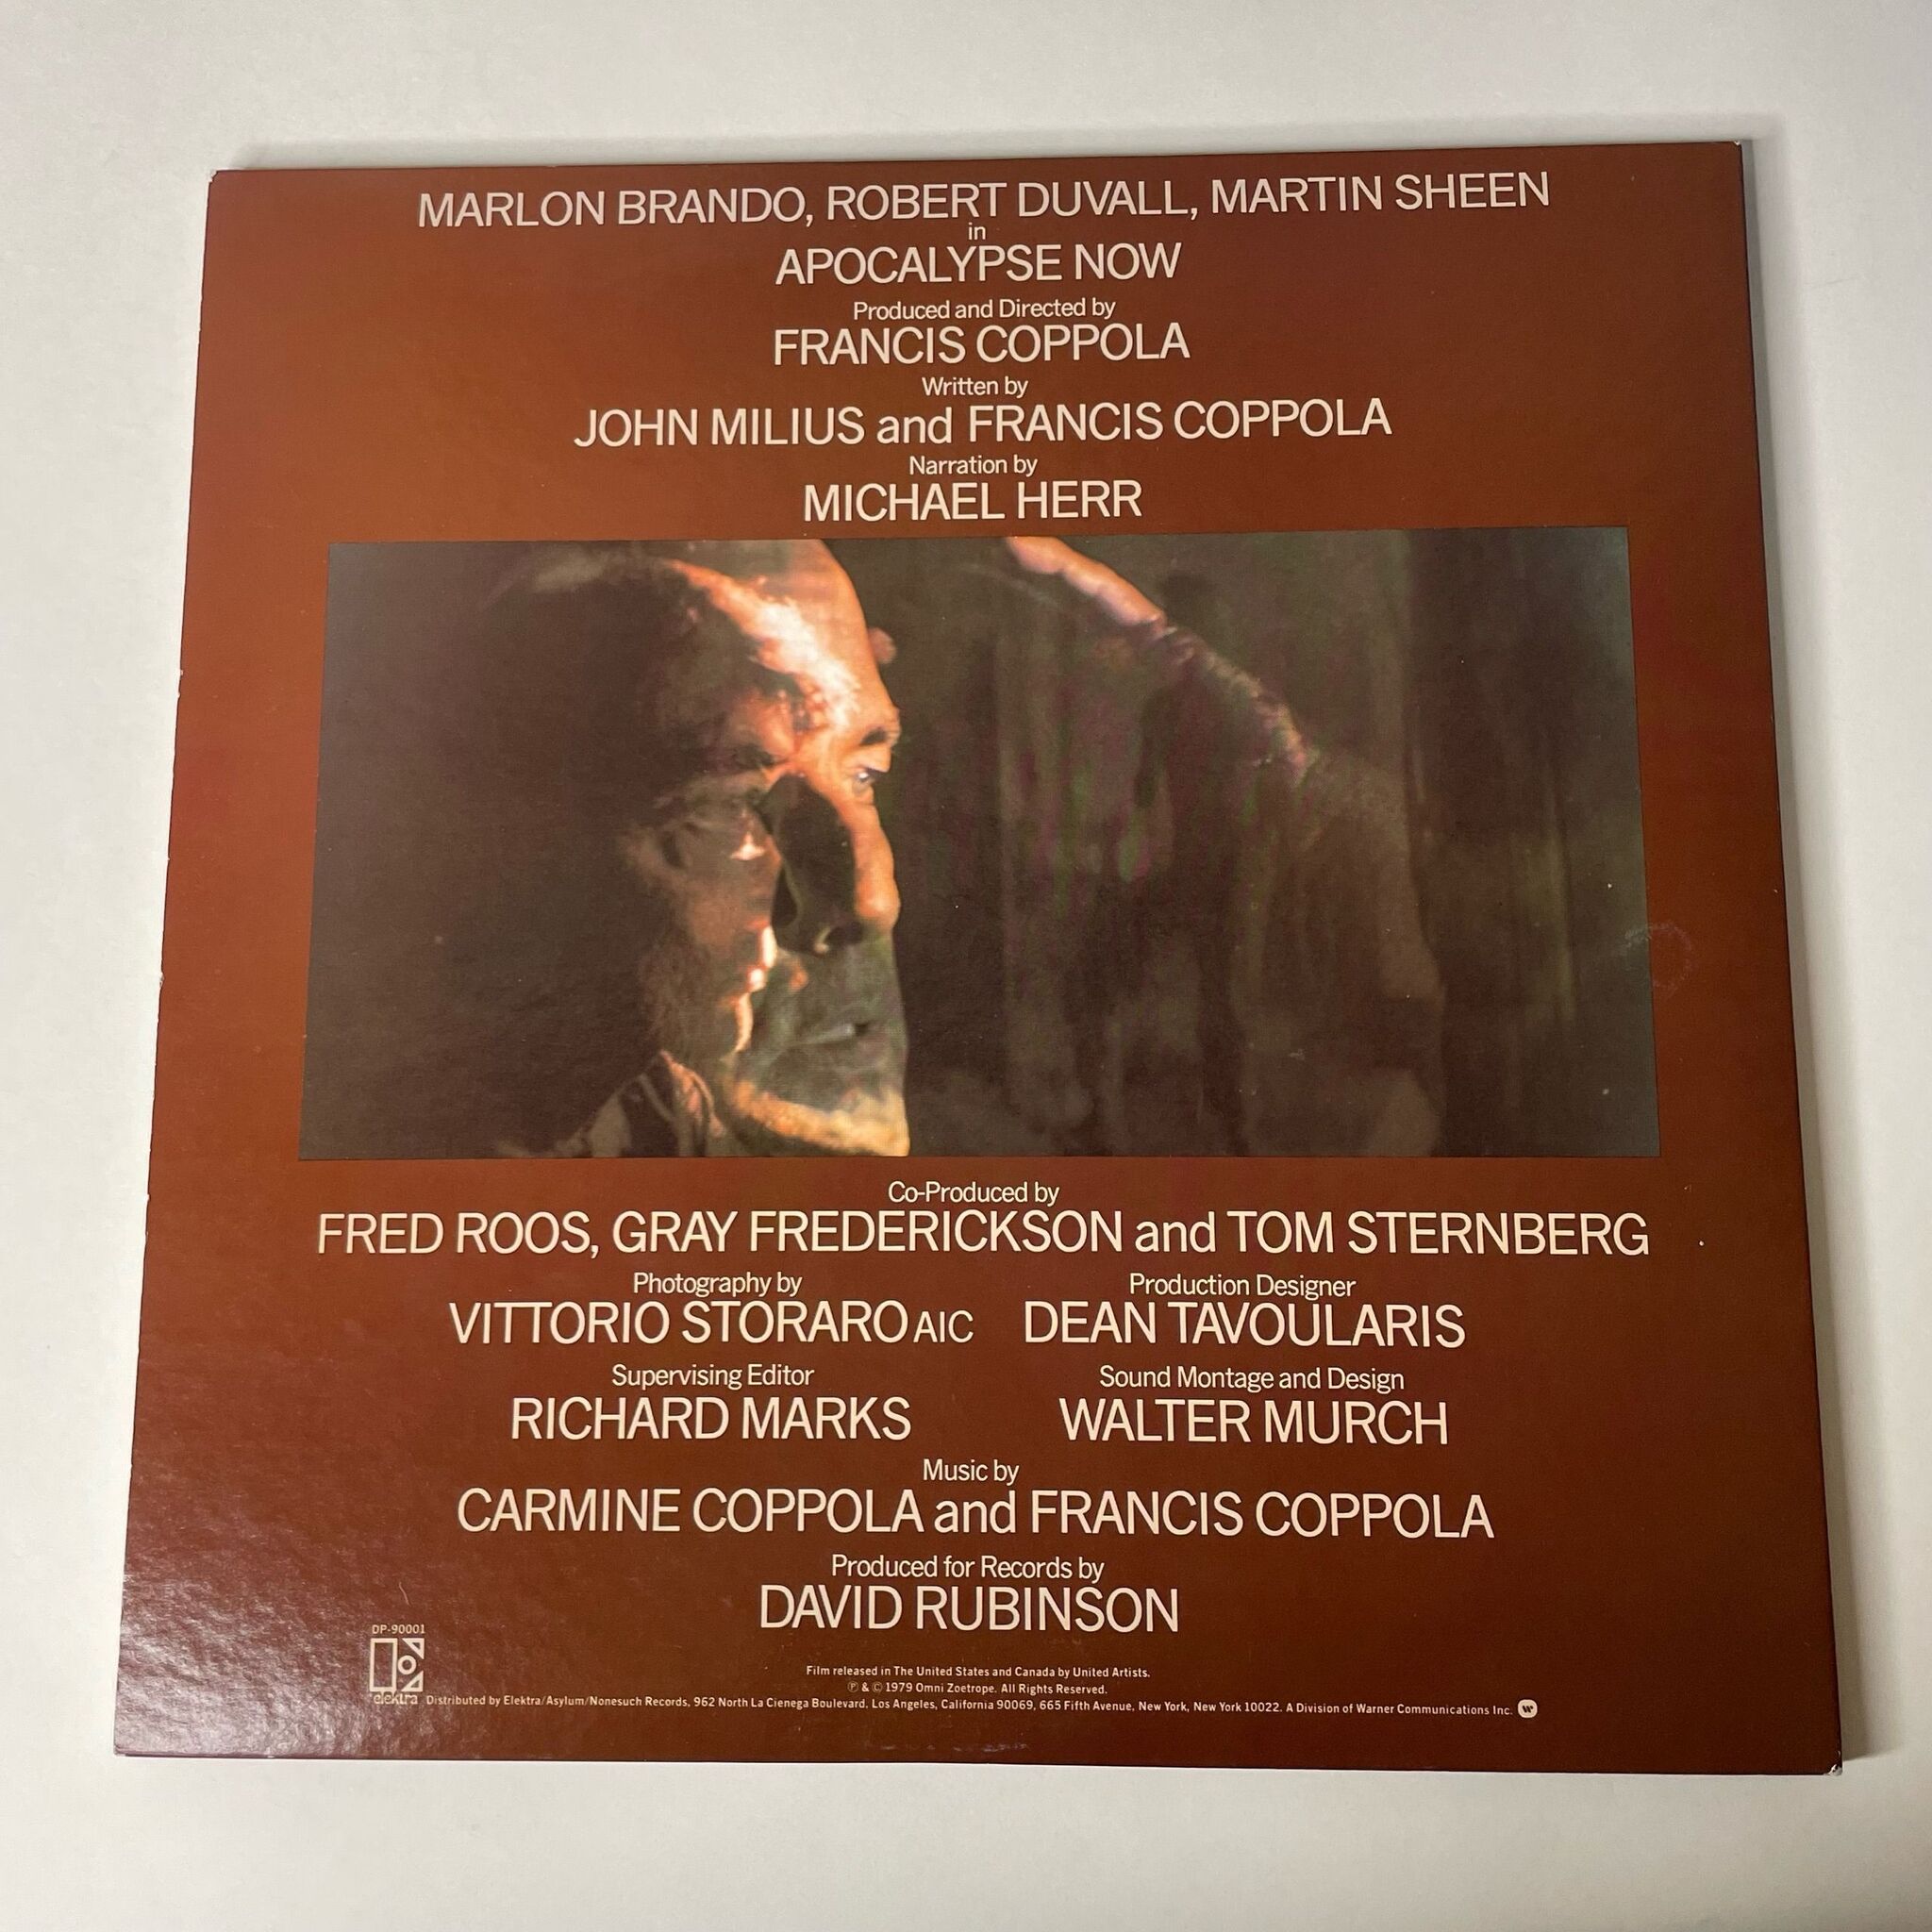 MARLON BRANDO, ROBERT DUVALL, MARTIN SHEEN
in
APOCALYPSE NOW
Produced and Directed by
FRANCIS COPPOLA
Written by
JOHN MILIUS and FRANCIS COPPOLA
Narration by
MICHAEL HERR
Co-Produced by
FRED ROOS, GRAY FREDERICKSON and TOM STERNBERG
Photography by
VITTORIO STORARO AIC
Production Designer
DEAN TAVOULARIS
Supervising Editor
RICHARD MARKS
Sound Montage and Design
WALTER MURCH
Music by
CARMINE COPPOLA and FRANCIS COPPOLA
Produced for Records by
DAVID RUBINSON
DP-90001
elektra
Film released in The United States and Canada by United Artists.
℗ & © 1979 Omni Zoetrope. All Rights Reserved.
Distributed by Elektra/Asylum/Nonesuch Records, 962 North La Cienega Boulevard, Los Angeles, California 90069, 665 Fifth Avenue, New York, New York 10022. A Division of Warner Communications Inc.